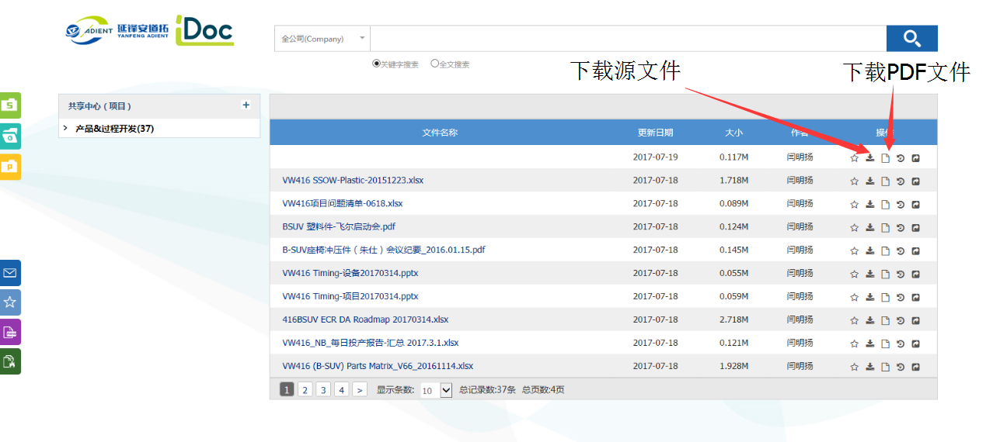 ADIENT 延锋安道拓 iDoc
YANFENG ADIENT
全公司(Company)
关键字搜索 全文搜索
下载源文件 下载PDF文件
共享中心（项目） +
> 产品&过程开发(37)
S
G
P
new
文件名称 更新日期 大小 作者 操作
2017-07-19 0.117M 闫明扬
VW416 SSOW-Plastic-20151223.xlsx 2017-07-18 1.718M 闫明扬
VW416项目问题清单-0618.xlsx 2017-07-18 0.089M 闫明扬
BSUV 塑料件-飞尔启动会.pdf 2017-07-18 0.124M 闫明扬
B-SUV座椅冲压件（朱仕）会议纪要_2016.01.15.pdf 2017-07-18 0.145M 闫明扬
VW416 Timing-设备20170314.pptx 2017-07-18 0.055M 闫明扬
VW416 Timing-项目20170314.pptx 2017-07-18 0.059M 闫明扬
416BSUV ECR DA Roadmap 20170314.xlsx 2017-07-18 2.718M 闫明扬
VW416_NB_每日投产报告-汇总 2017.3.1.xlsx 2017-07-18 0.121M 闫明扬
VW416 (B-SUV) Parts Matrix_V66_20161114.xlsx 2017-07-18 1.928M 闫明扬
1 2 3 4 > 显示条数: 10 总记录数:37条 总页数:4页